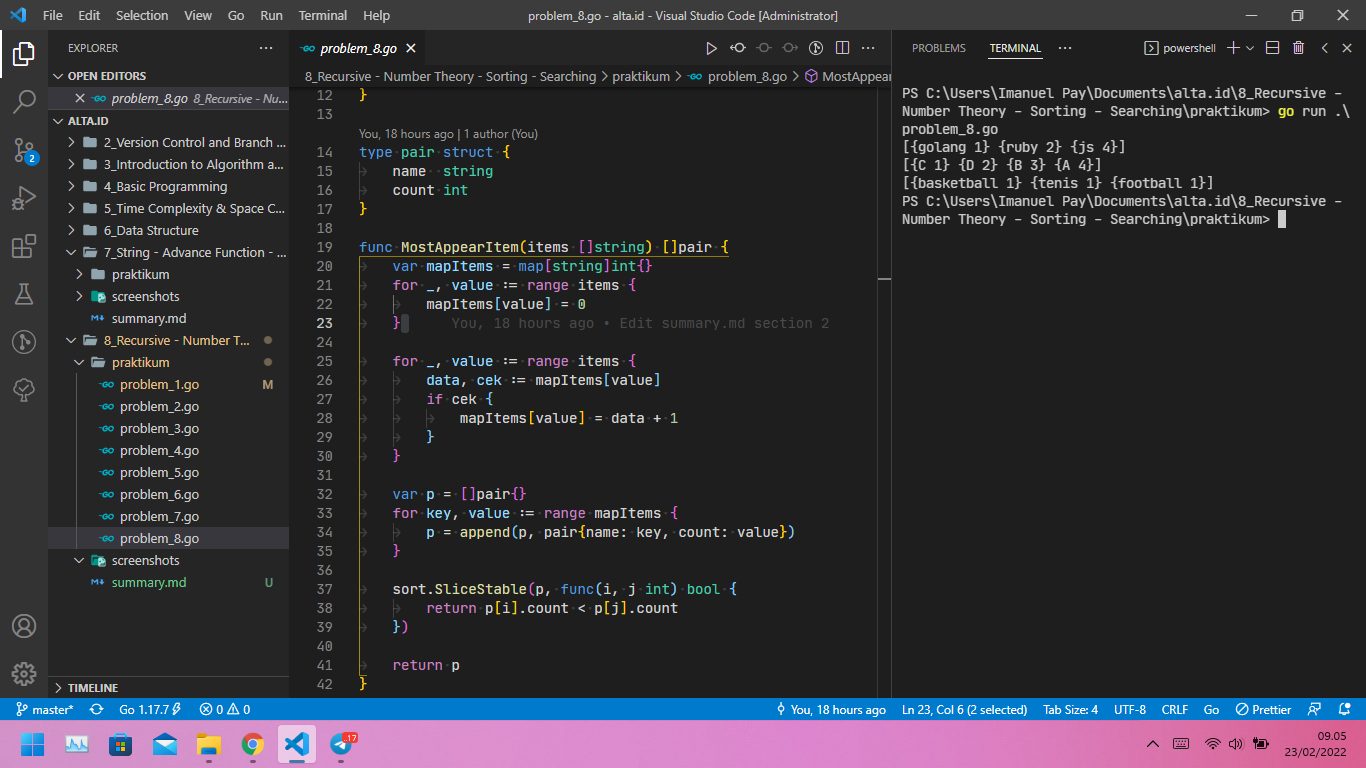 File Edit Selection View Go Run Terminal Help
problem_8.go - alta.id - Visual Studio Code [Administrator]
EXPLORER
OPEN EDITORS
problem_8.go 8_Recursive - Nu...
ALTA.ID
2_Version Control and Branch ...
3_Introduction to Algorithm a...
4_Basic Programming
5_Time Complexity & Space C...
6_Data Structure
7_String - Advance Function - ...
praktikum
screenshots
summary.md
8_Recursive - Number T...
praktikum
problem_1.go M
problem_2.go
problem_3.go
problem_4.go
problem_5.go
problem_6.go
problem_7.go
problem_8.go
screenshots
summary.md U
TIMELINE
2
problem_8.go
8_Recursive - Number Theory - Sorting - Searching > praktikum > problem_8.go > MostAppear
12 }
13
You, 18 hours ago | 1 author (You)
14 type pair struct {
15 name string
16 count int
17 }
18
19 func MostAppearItem(items []string) []pair {
20 var mapItems = map[string]int{}
21 for _, value := range items {
22 mapItems[value] = 0
23 } You, 18 hours ago • Edit summary.md section 2
24
25 for _, value := range items {
26 data, cek := mapItems[value]
27 if cek {
28 mapItems[value] = data + 1
29 }
30 }
31
32 var p = []pair{}
33 for key, value := range mapItems {
34 p = append(p, pair{name: key, count: value})
35 }
36
37 sort.SliceStable(p, func(i, j int) bool {
38 return p[i].count < p[j].count
39 })
40
41 return p
42 }
PROBLEMS TERMINAL powershell
PS C:\Users\Imanuel Pay\Documents\alta.id\8_Recursive -
Number Theory - Sorting - Searching\praktikum> go run .\
problem_8.go
[{golang 1} {ruby 2} {js 4}]
[{C 1} {D 2} {B 3} {A 4}]
[{basketball 1} {tenis 1} {football 1}]
PS C:\Users\Imanuel Pay\Documents\alta.id\8_Recursive -
Number Theory - Sorting - Searching\praktikum>
master* Go 1.17.7 0 0 You, 18 hours ago Ln 23, Col 6 (2 selected) Tab Size: 4 UTF-8 CRLF Go Prettier
17
09.05
23/02/2022